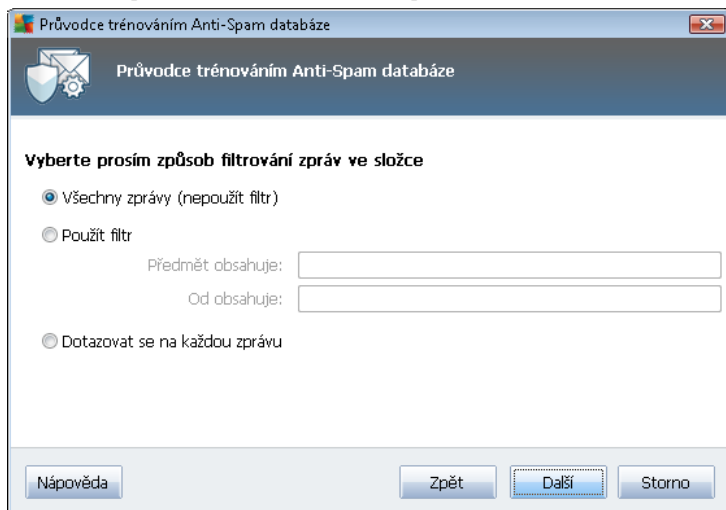 Průvodce trénováním Anti-Spam databáze
Průvodce trénováním Anti-Spam databáze
Vyberte prosím způsob filtrování zpráv ve složce
Všechny zprávy (nepoužít filtr)
Použít filtr
Předmět obsahuje:
Od obsahuje:
Dotazovat se na každou zprávu
Nápověda Zpět Další Storno